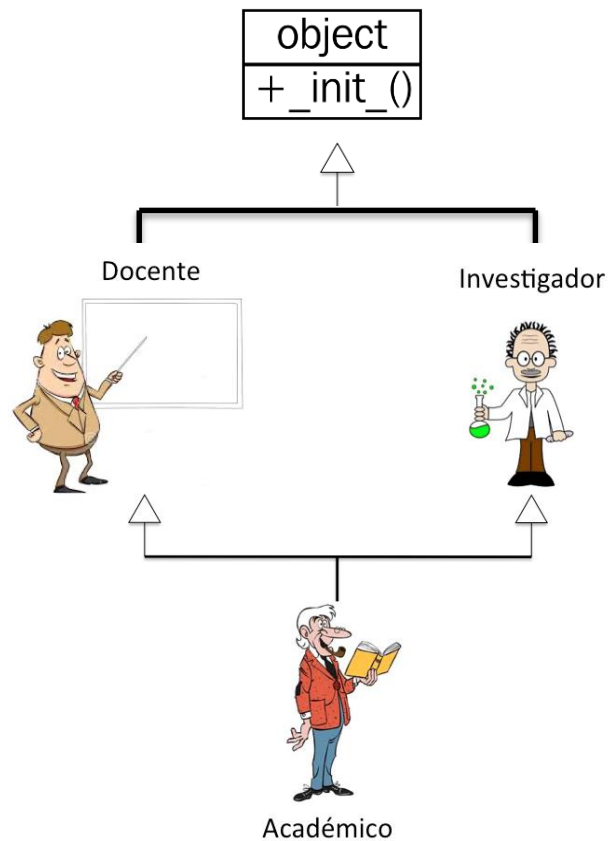 object
+_init_()
Docente
Investigador
Académico